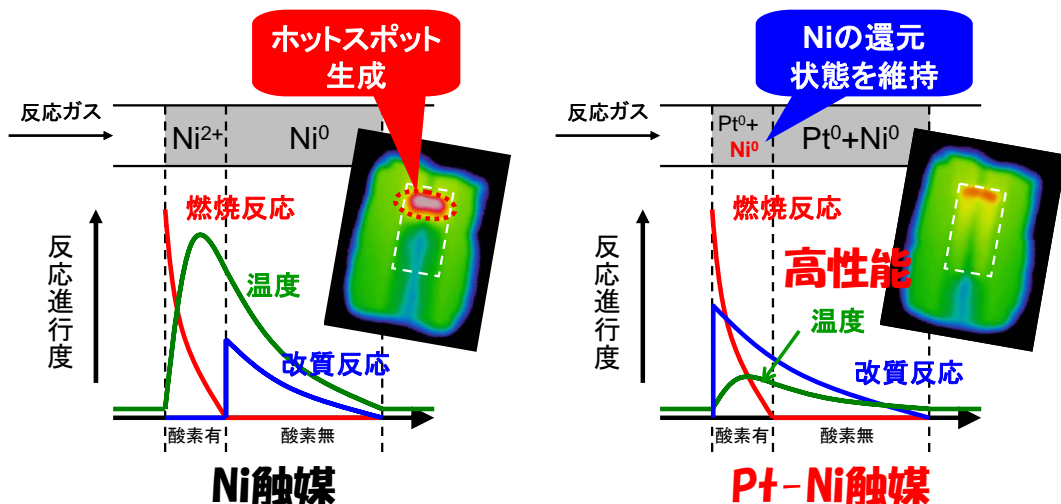 ホットスポット
生成
反応ガス
Ni2+
Ni0
燃焼反応
温度
改質反応
反応進行度
酸素有
酸素無
Ni触媒
Niの還元
状態を維持
反応ガス
Pt0+
Ni0
Pt0+Ni0
燃焼反応
高性能
温度
改質反応
反応進行度
酸素有
酸素無
Pt-Ni触媒